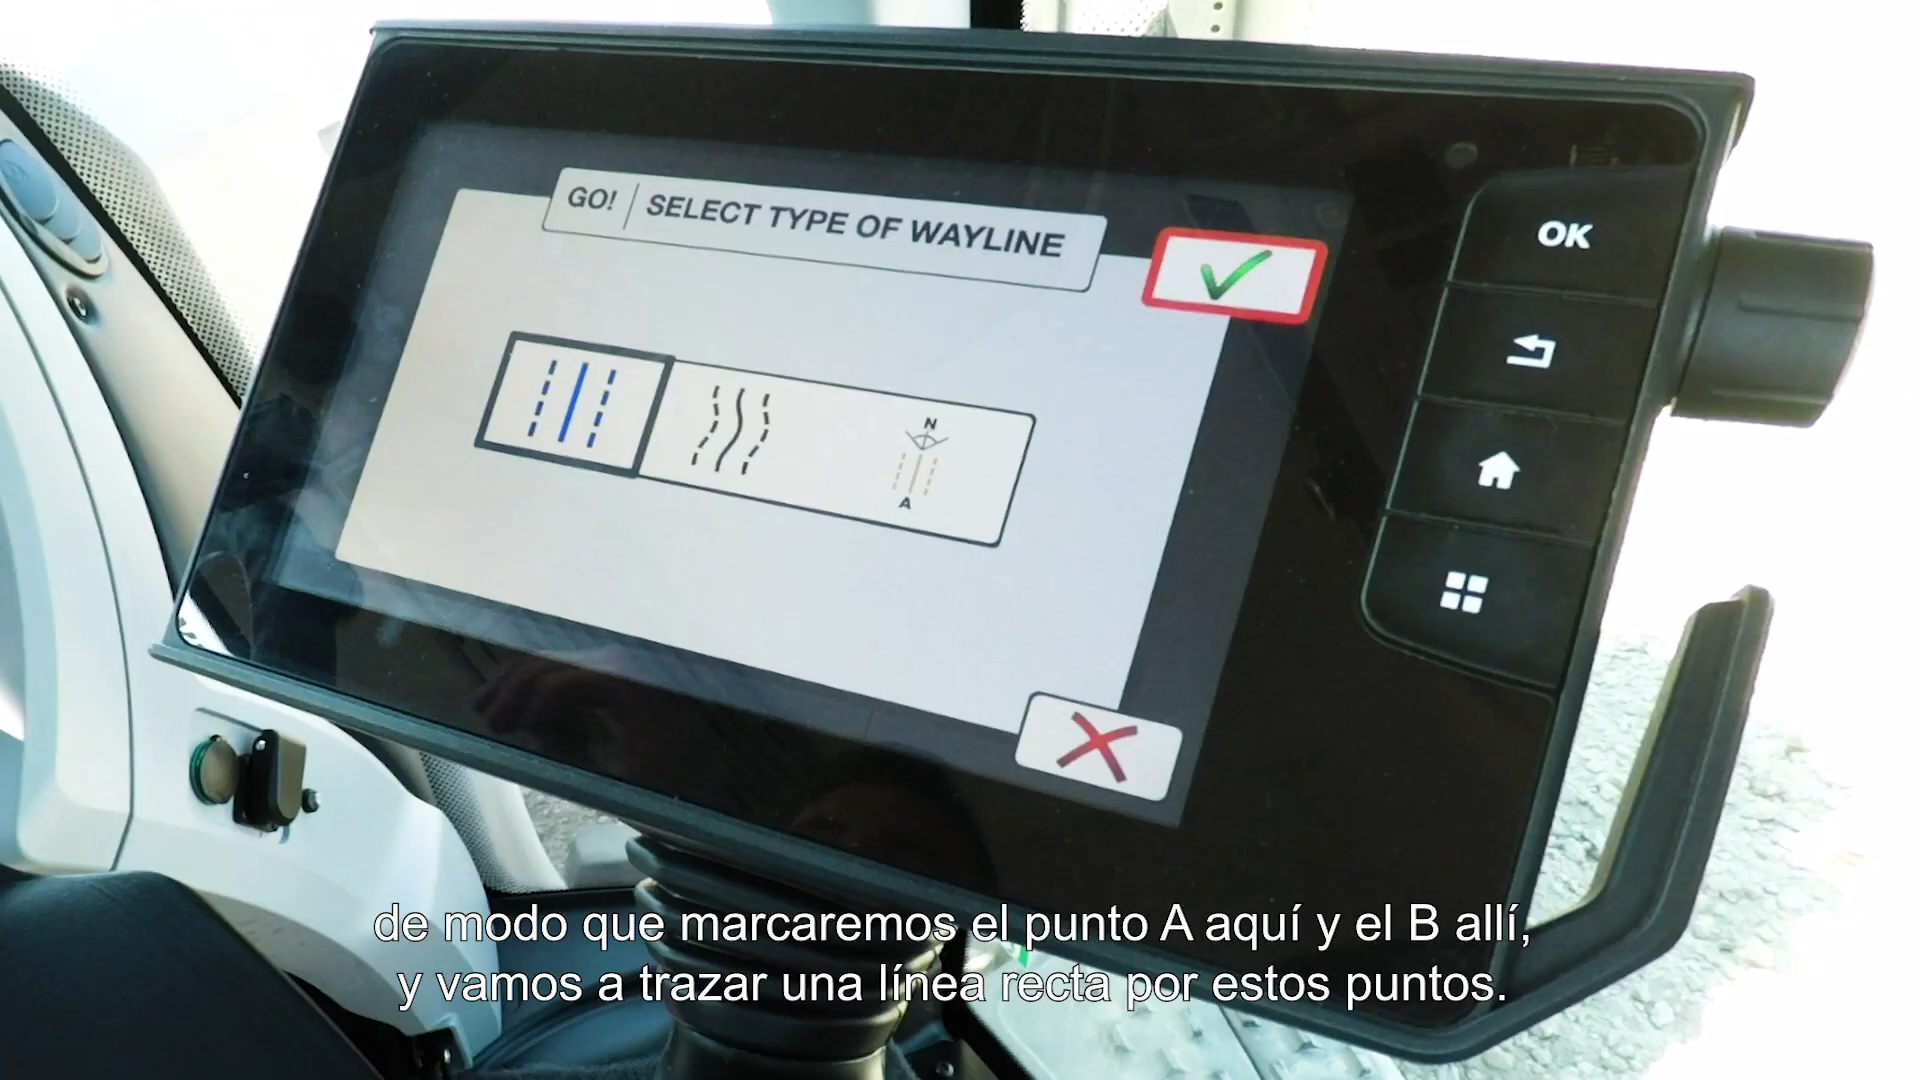 GO! SELECT TYPE OF WAYLINE
OK
N
A
de modo que marcaremos el punto A aquí y el B allí,
y vamos a trazar una línea recta por estos puntos.